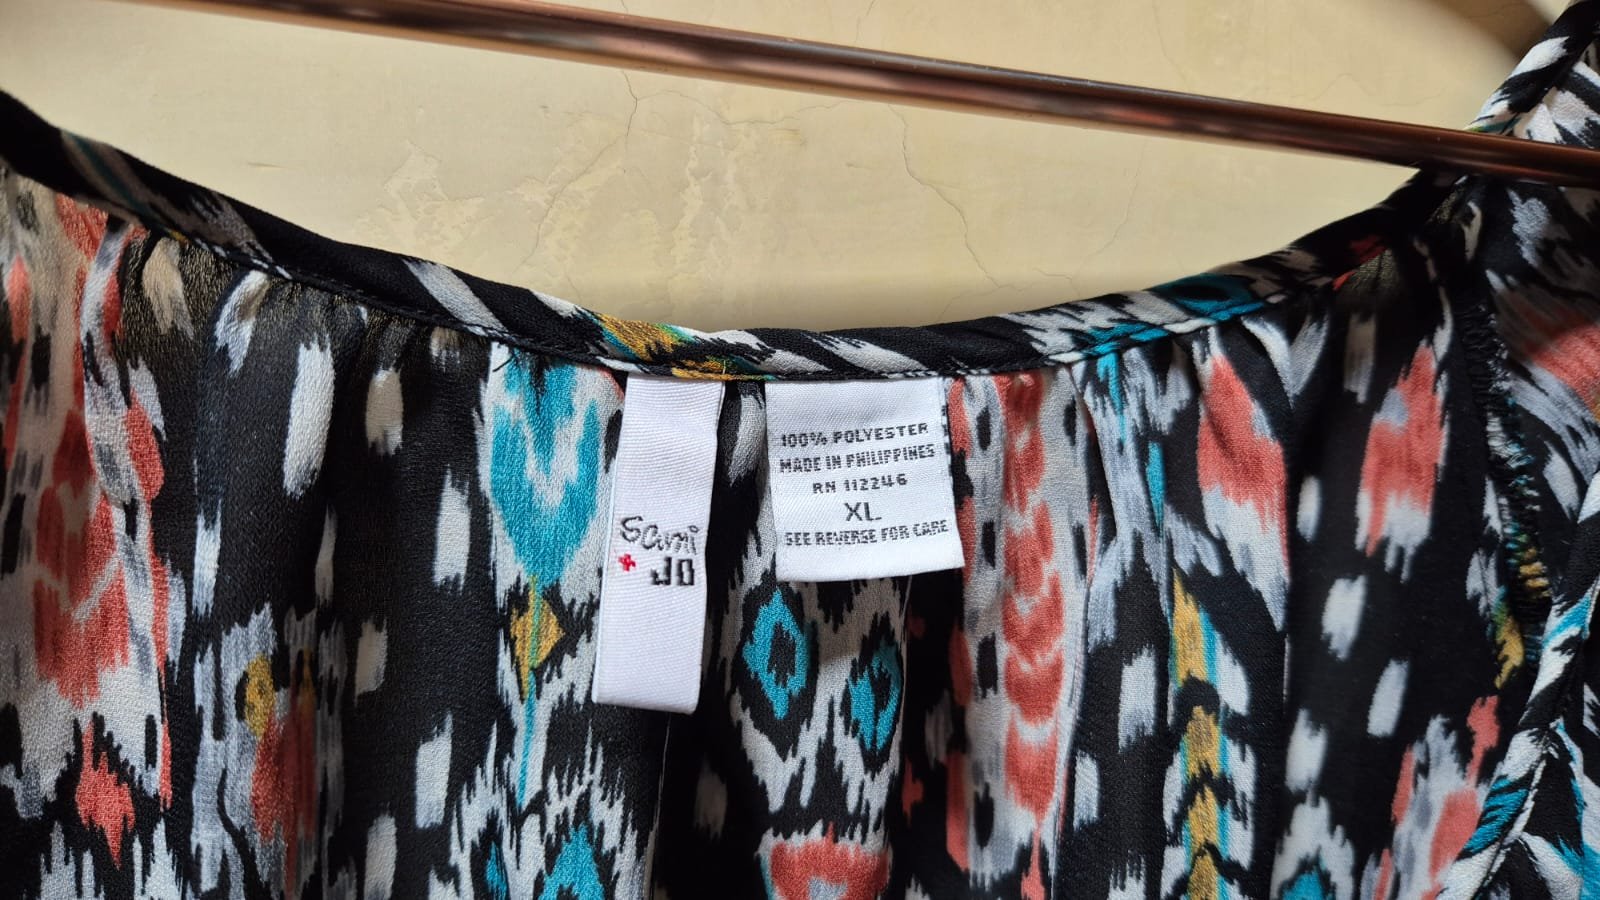 sami
+ JO
100% POLYESTER
MADE IN PHILIPPINES
RN 112246
XL
SEE REVERSE FOR CARE